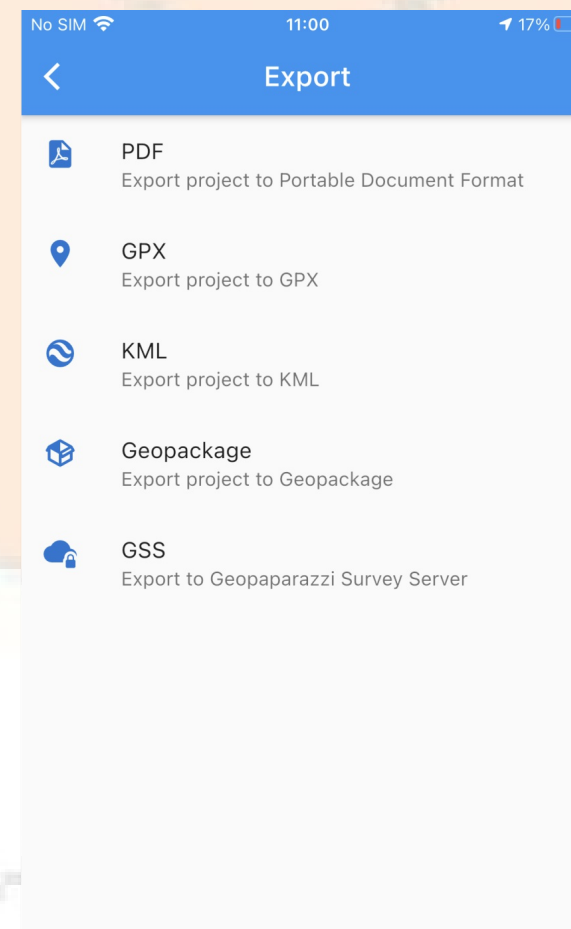 No SIM 11:00 17%
Export
PDF
Export project to Portable Document Format
GPX
Export project to GPX
KML
Export project to KML
Geopackage
Export project to Geopackage
GSS
Export to Geopaparazzi Survey Server